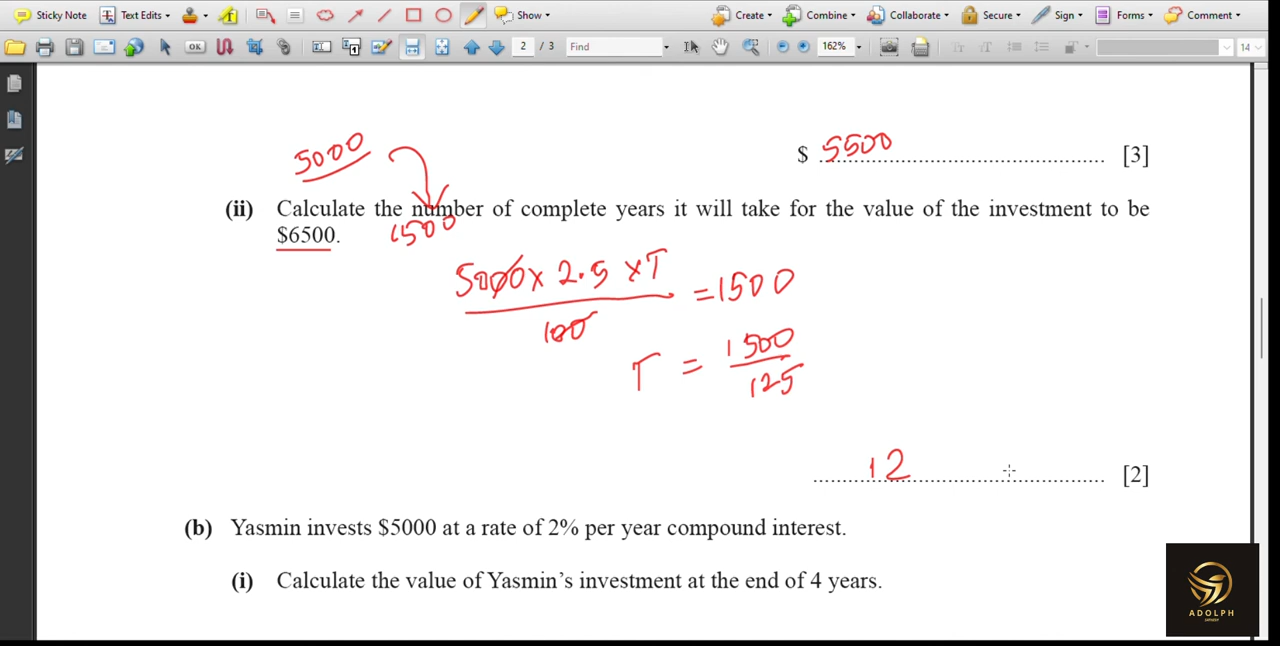 Sticky Note Text Edits Show Create Combine Collaborate Secure Sign Forms Comment
OK T 2 / 3 Find 162% Tr T 14
5000
$ 5500 [3]
(ii) Calculate the number of complete years it will take for the value of the investment to be
$6500.
1500
5000 x 2.5 x T
100
= 1500
T = 1500
125
12 [2]
(b) Yasmin invests $5000 at a rate of 2% per year compound interest.
(i) Calculate the value of Yasmin's investment at the end of 4 years.
ADOLPH